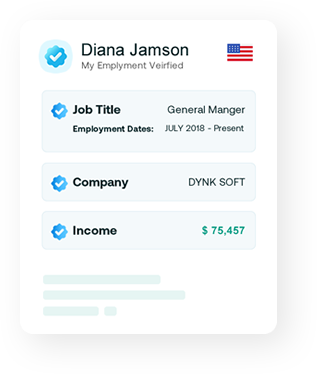 Diana Jamson
My Emplyment Veirfied
Job Title General Manger
Employment Dates: JULY 2018 - Present
Company DYNK SOFT
Income $ 75,457